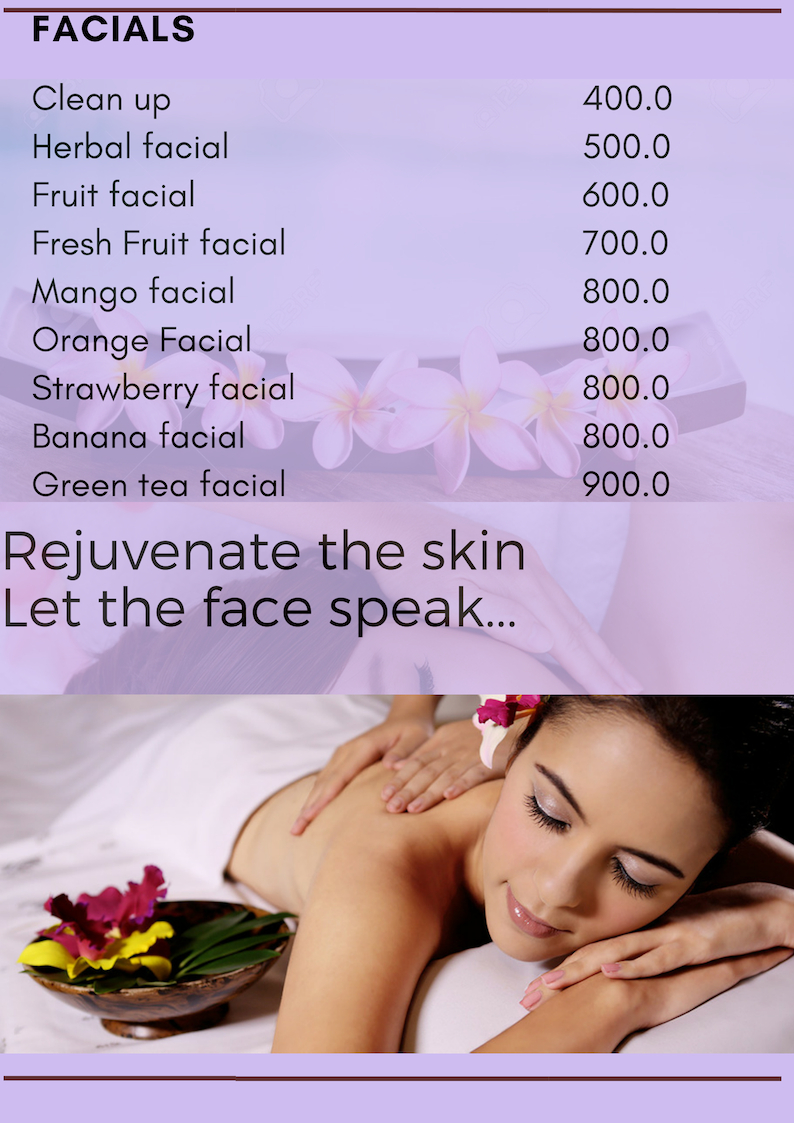 FACIALS
Clean up 400.0
Herbal facial 500.0
Fruit facial 600.0
Fresh Fruit facial 700.0
Mango facial 800.0
Orange Facial 800.0
Strawberry facial 800.0
Banana facial 800.0
Green tea facial 900.0
Rejuvenate the skin
Let the face speak...